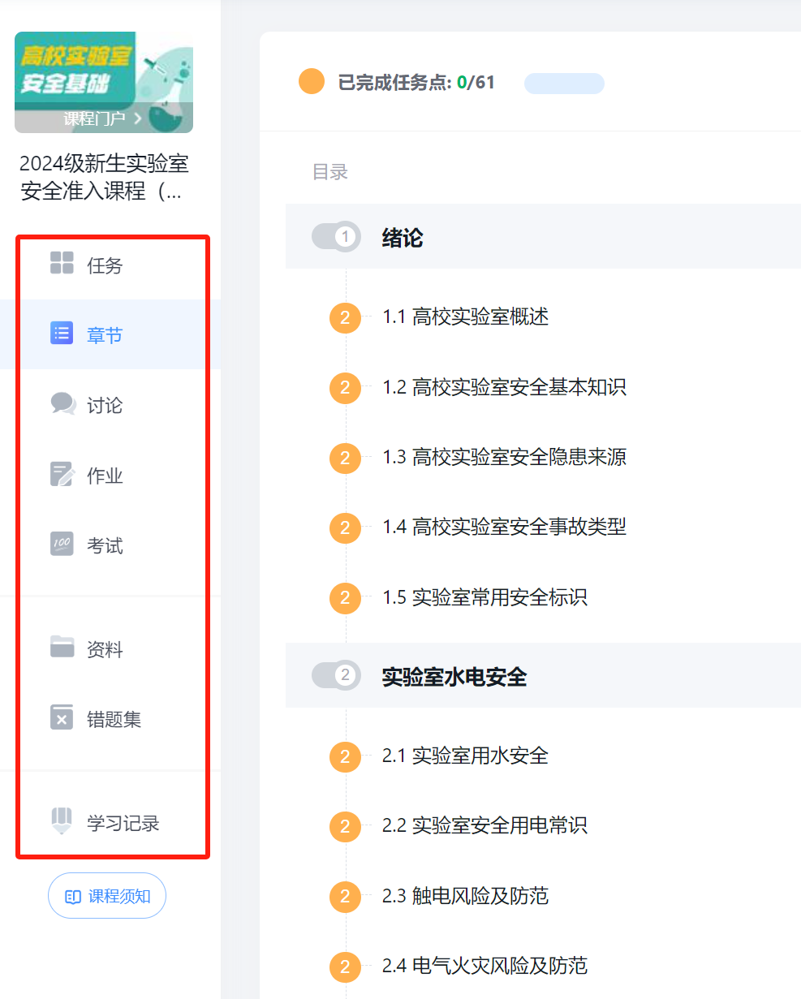 高校实验室
安全基础
课程门户
2024级新生实验室
安全准入课程（...
任务
章节
讨论
作业
100
考试
资料
错题集
学习记录
课程须知
已完成任务点: 0/61
目录
1 绪论
2 1.1 高校实验室概述
2 1.2 高校实验室安全基本知识
2 1.3 高校实验室安全隐患来源
2 1.4 高校实验室安全事故类型
2 1.5 实验室常用安全标识
2 实验室水电安全
2 2.1 实验室用水安全
2 2.2 实验室安全用电常识
2 2.3 触电风险及防范
2 2.4 电气火灾风险及防范